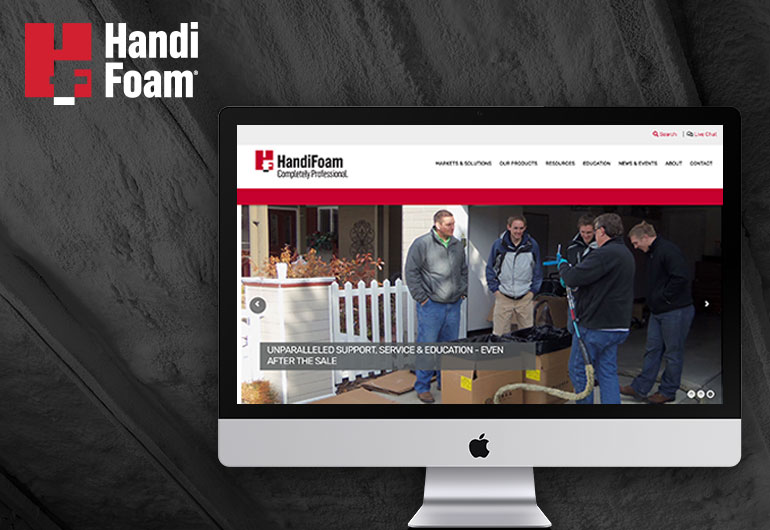 Handi
Foam®
Search | Live Chat
HandiFoam
Completely Professional.
MARKETS & SOLUTIONS OUR PRODUCTS RESOURCES EDUCATION NEWS & EVENTS ABOUT CONTACT
UNPARALLELED SUPPORT, SERVICE & EDUCATION - EVEN
AFTER THE SALE